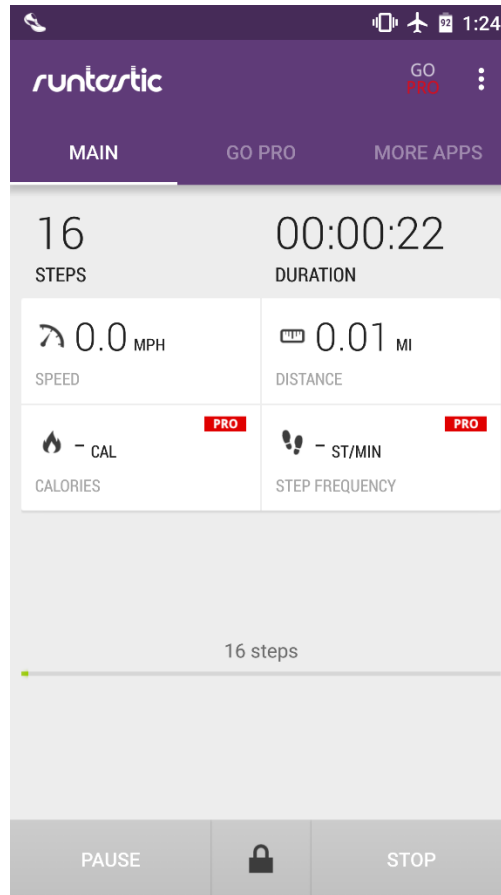 92 1:24
runtastic
GO
PRO
MAIN GO PRO MORE APPS
16 00:00:22
STEPS DURATION
0.0 MPH 0.01 MI
SPEED DISTANCE
PRO PRO
- CAL - ST/MIN
CALORIES STEP FREQUENCY
16 steps
PAUSE STOP